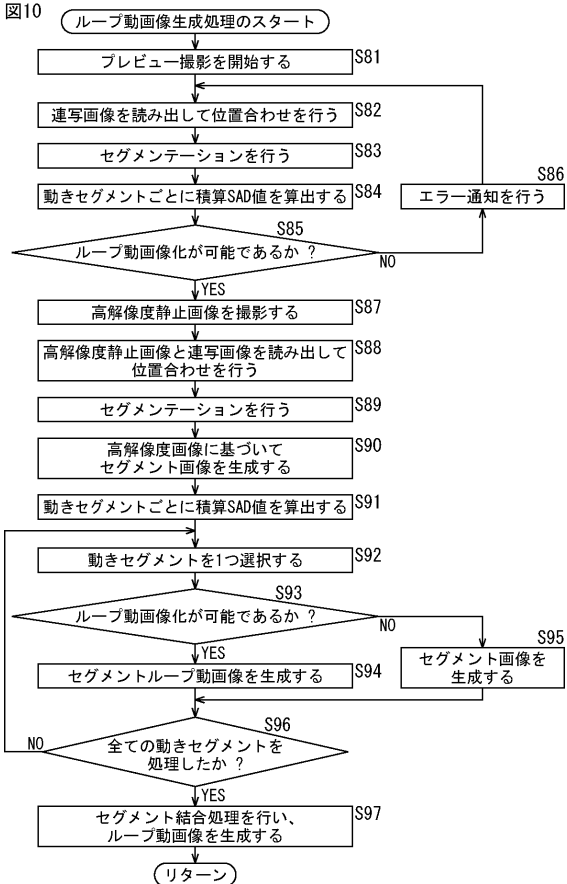 図10
ループ動画像生成処理のスタート
プレビュー撮影を開始する
S81
連写画像を読み出して位置合わせを行う
S82
セグメンテーションを行う
S83
動きセグメントごとに積算SAD値を算出する
S84
S85
ループ動画像化が可能であるか ?
NO
S86
エラー通知を行う
YES
高解像度静止画像を撮影する
S87
高解像度静止画像と連写画像を読み出して
位置合わせを行う
S88
セグメンテーションを行う
S89
高解像度画像に基づいて
セグメント画像を生成する
S90
動きセグメントごとに積算SAD値を算出する
S91
動きセグメントを1つ選択する
S92
S93
ループ動画像化が可能であるか ?
NO
YES
セグメントループ動画像を生成する
S94
S95
セグメント画像を
生成する
S96
全ての動きセグメントを
処理したか ?
NO
YES
セグメント結合処理を行い、
ループ動画像を生成する
S97
リターン